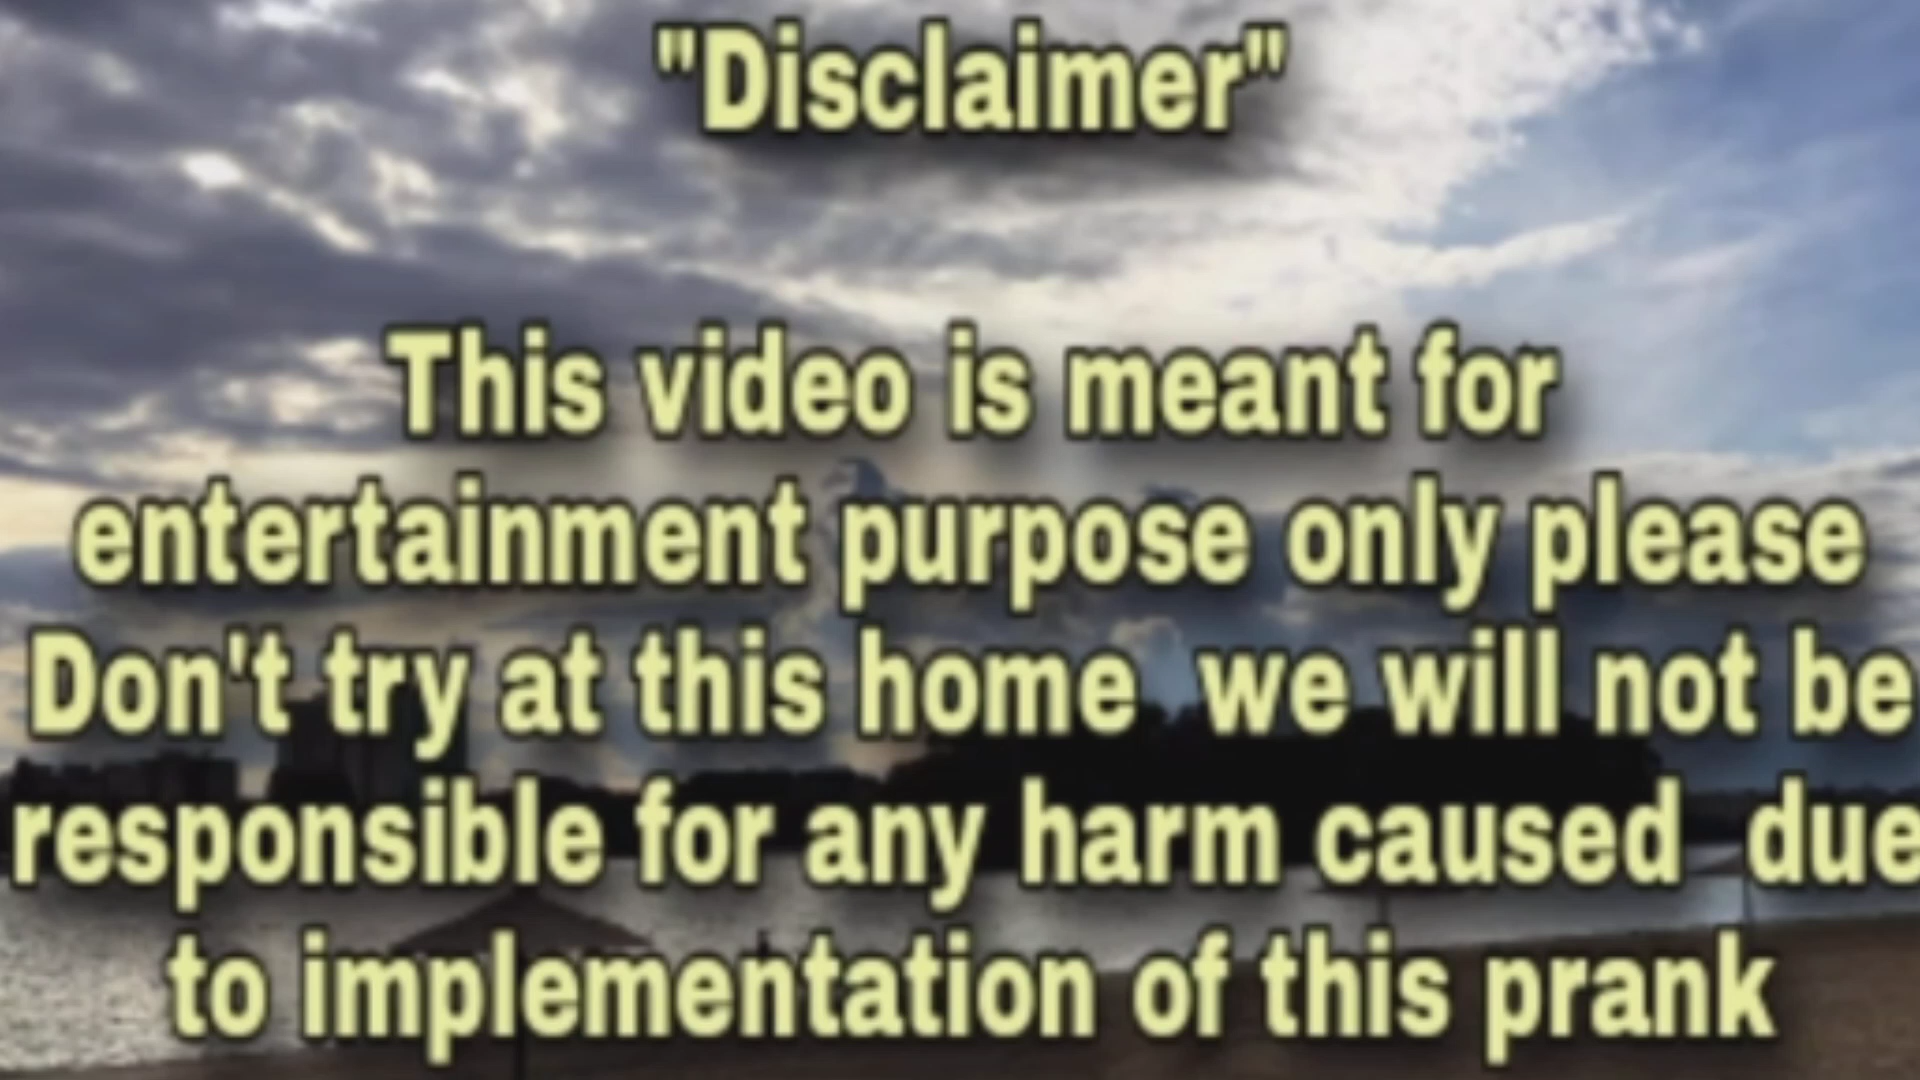 "Disclaimer"
This video is meant for
entertainment purpose only please
Don't try at this home we will not be
responsible for any harm caused due
to implementation of this prank